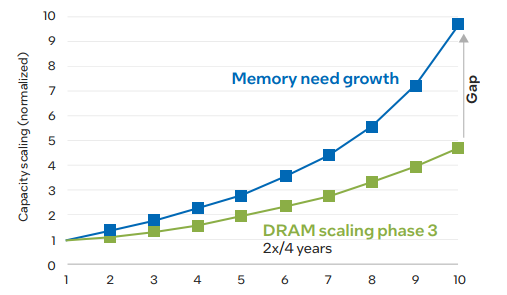 10
9
8
7
6
5
4
3
2
1
0
Capacity scaling (normalized)
Memory need growth
Gap
DRAM scaling phase 3
2x/4 years
1 2 3 4 5 6 7 8 9 10